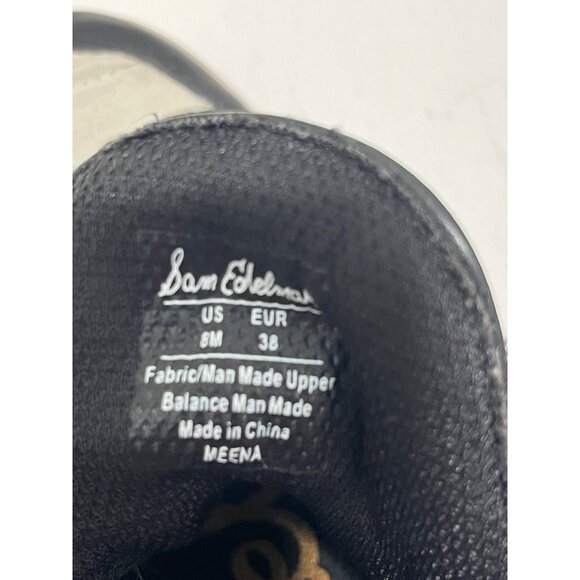 Sam Edelman
US EUR
8M 38
Fabric/Man Made Upper
Balance Man Made
Made in China
MEENA